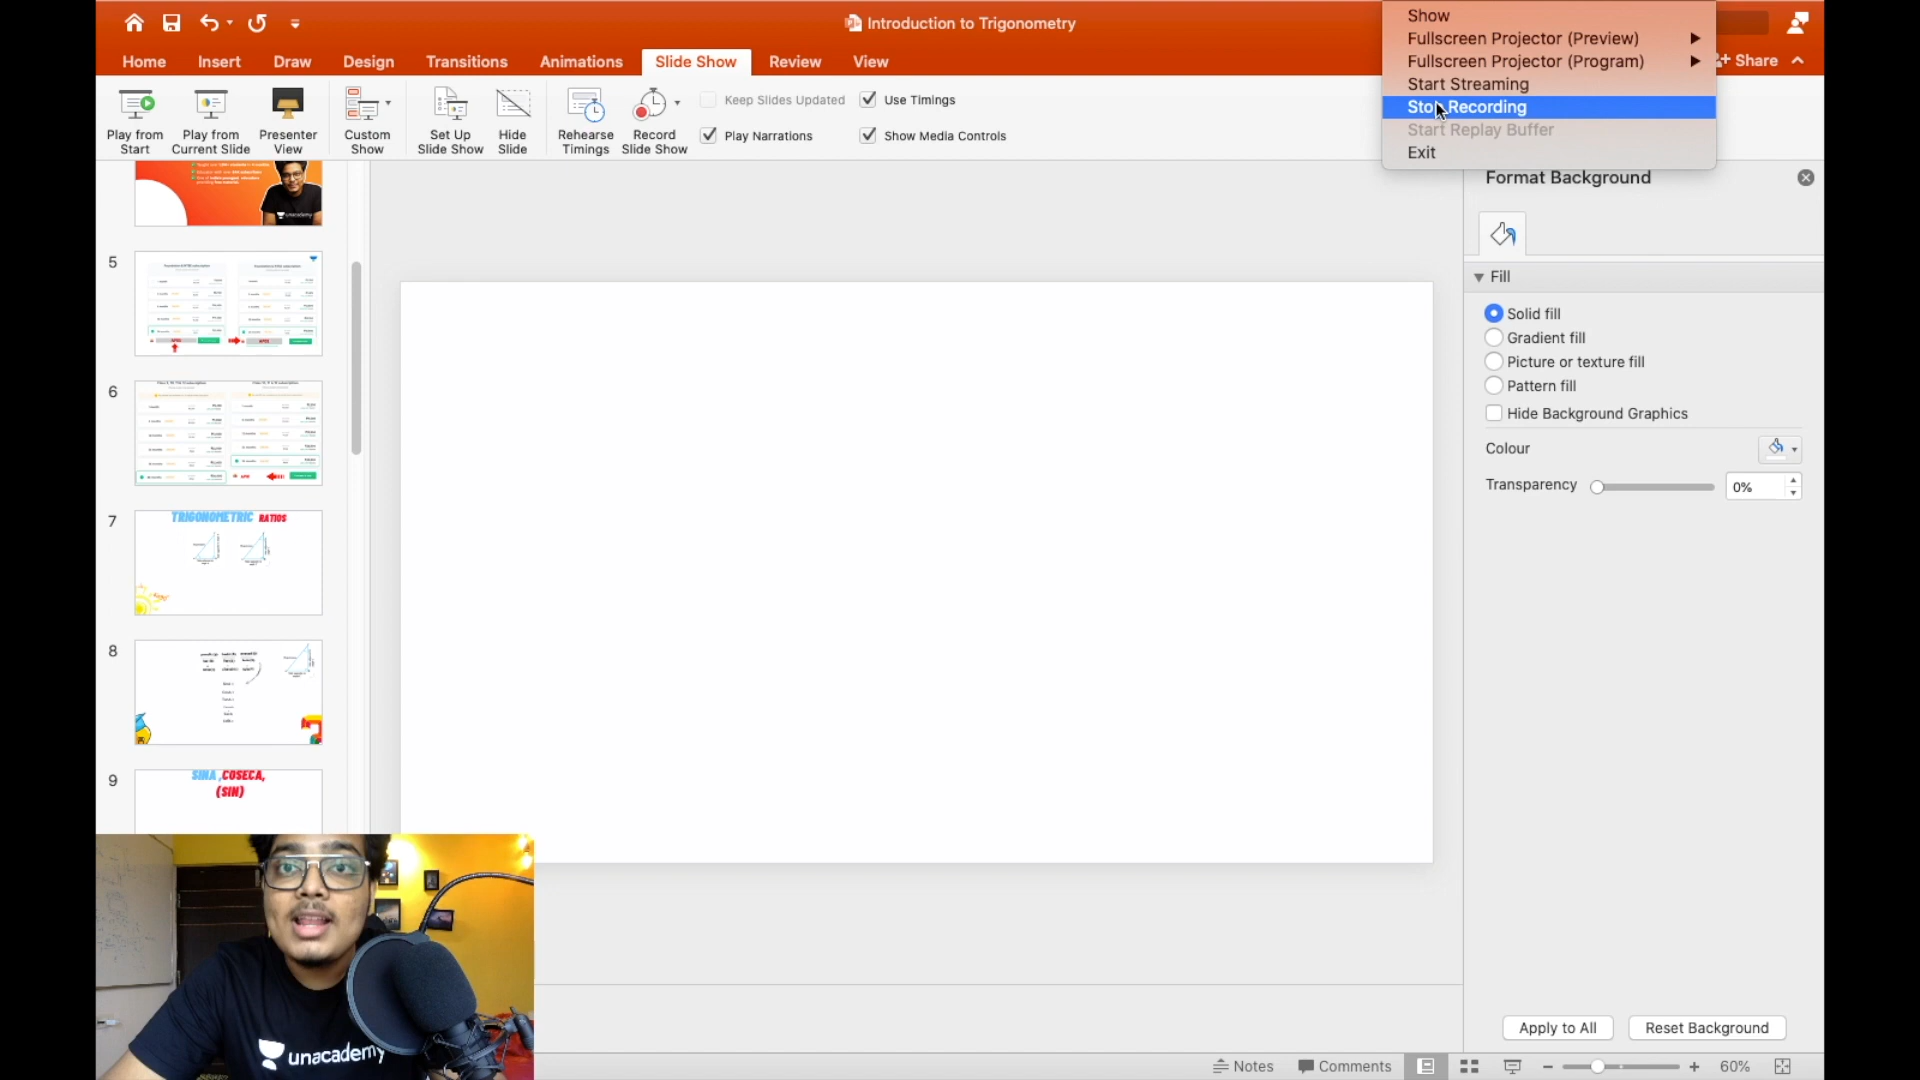 Introduction to Trigonometry
Show
Fullscreen Projector (Preview)
Fullscreen Projector (Program)
Start Streaming
Stop Recording
Start Replay Buffer
Exit
Share
Home Insert Draw Design Transitions Animations Slide Show Review View
Play from Start
Play from Current Slide
Presenter View
Custom Show
Set Up Slide Show
Hide Slide
Rehearse Timings
Record Slide Show
Keep Slides Updated
Use Timings
Play Narrations
Show Media Controls
Format Background
Fill
Solid fill
Gradient fill
Picture or texture fill
Pattern fill
Hide Background Graphics
Colour
Transparency 0%
unacademy
5
6
7
TRIGONOMETRIC RATIOS
8
9
SINA ,COSECA,
(SIN)
unacademy
Apply to All
Reset Background
Notes
Comments
60%